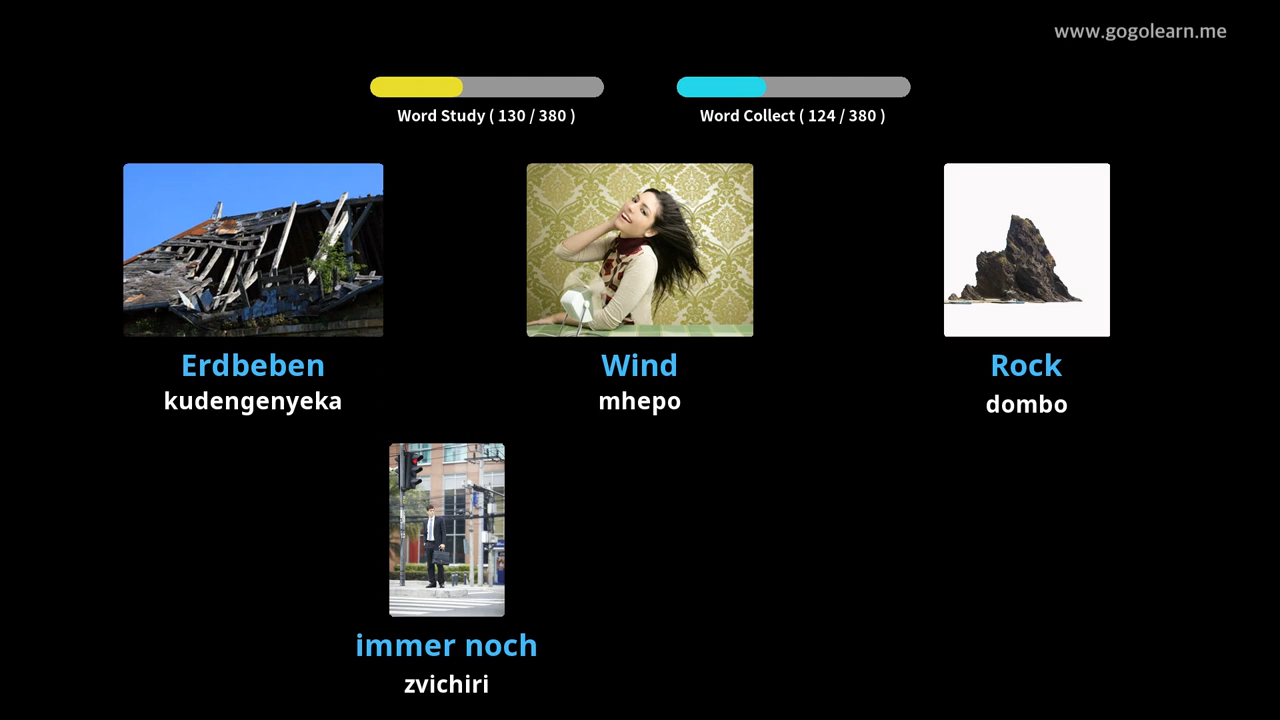 www.gogolearn.me
Word Study ( 130 / 380 )
Word Collect ( 124 / 380 )
Erdbeben
kudengenyeka
Wind
mhepo
Rock
dombo
immer noch
zvichiri